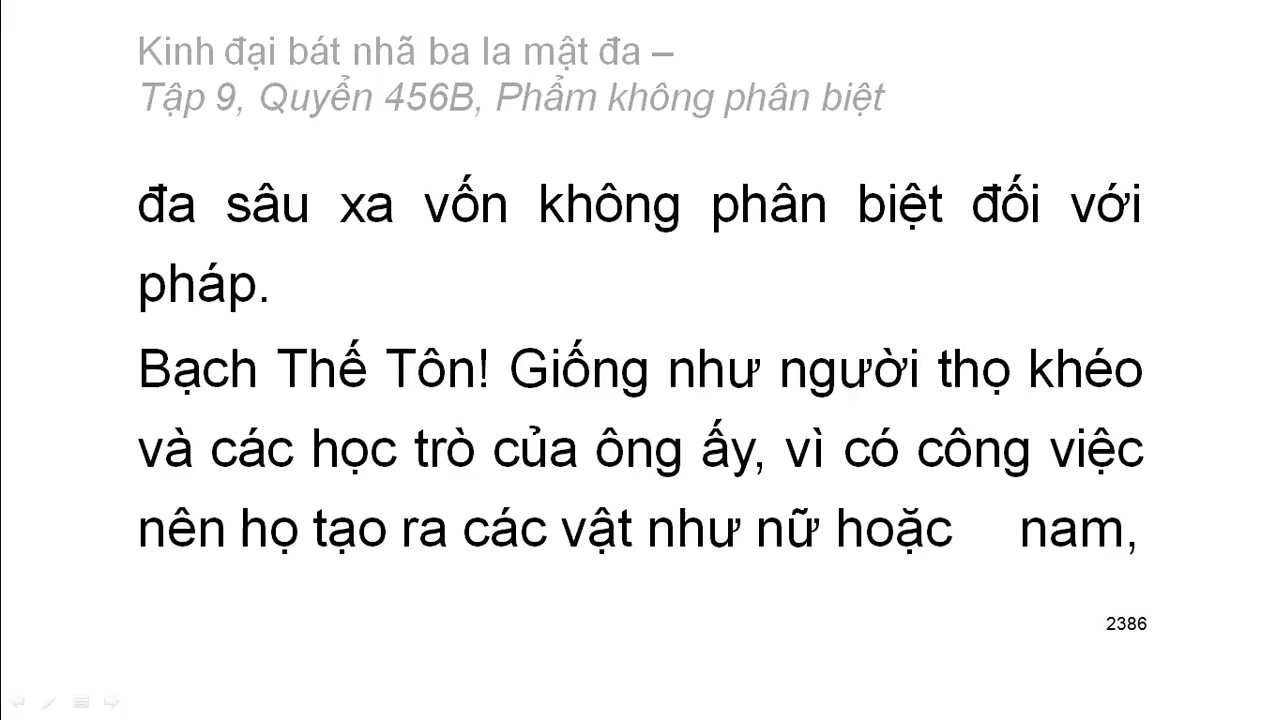 Kinh đại bát nhã ba la mật đa –
Tập 9, Quyển 456B, Phẩm không phân biệt
đa sâu xa vốn không phân biệt đối với
pháp.
Bạch Thế Tôn! Giống như người thọ khéo
và các học trò của ông ấy, vì có công việc
nên họ tạo ra các vật như nữ hoặc nam,
2386